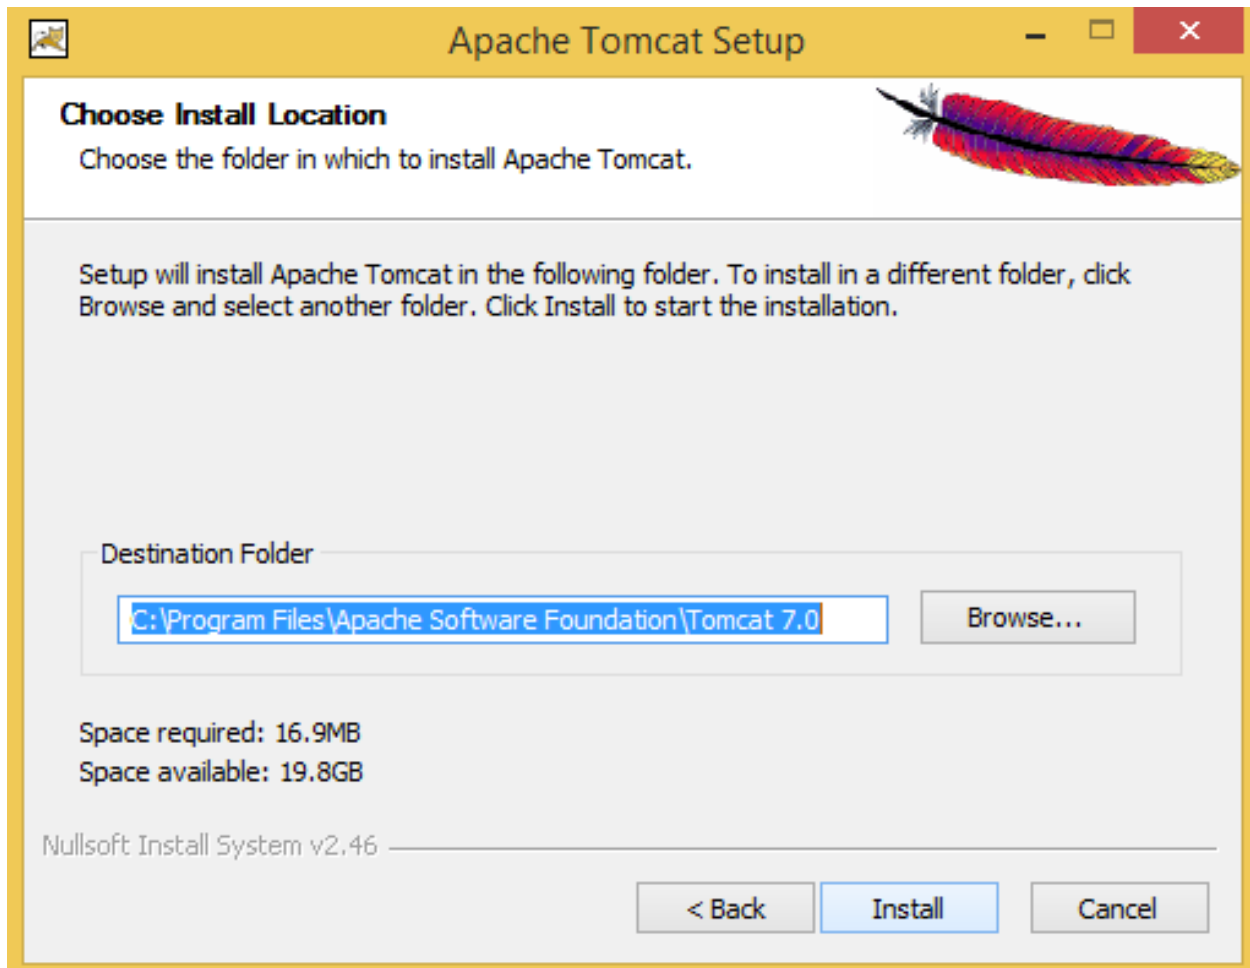 Apache Tomcat Setup
Choose Install Location
Choose the folder in which to install Apache Tomcat.
Setup will install Apache Tomcat in the following folder. To install in a different folder, click
Browse and select another folder. Click Install to start the installation.
Destination Folder
C:\Program Files\Apache Software Foundation\Tomcat 7.0
Browse...
Space required: 16.9MB
Space available: 19.8GB
Nullsoft Install System v2.46
< Back
Install
Cancel